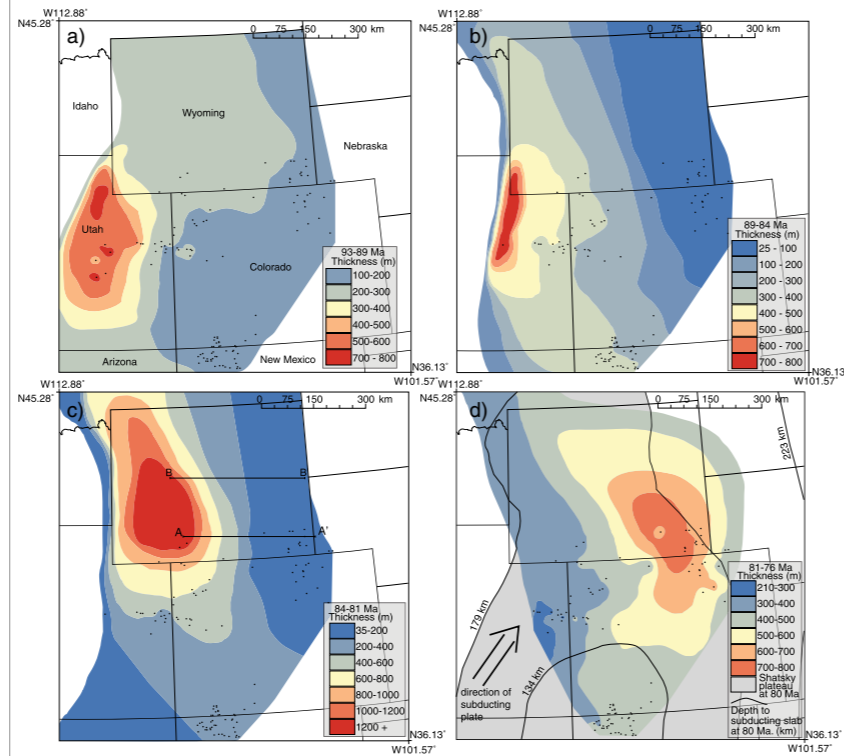 W112.88°
N45.28°
a)
0 75 150 300 km
Idaho
Wyoming
Nebraska
Utah
Colorado
Arizona
New Mexico
93-89 Ma
Thickness (m)
100-200
200-300
300-400
400-500
500-600
700 - 800
N36.13°
W101.57°
W112.88°
N45.28°
b)
0 75 150 300 km
89-84 Ma
Thickness (m)
25 - 100
100 - 200
200 - 300
300 - 400
400 - 500
500 - 600
600 - 700
700 - 800
N36.13°
W101.57°
W112.88°
N45.28°
c)
0 75 150 300 km
B B'
A A'
84-81 Ma
Thickness (m)
35-200
200-400
400-600
600-800
800-1000
1000-1200
1200 +
N36.13°
W101.57°
W112.88°
N45.28°
d)
0 75 150 300 km
223 km
179 km
134 km
direction of
subducting
plate
81-76 Ma
Thickness (m)
210-300
300-400
400-500
500-600
600-700
700-800
Shatsky
plateau
at 80 Ma
Depth to
subducting slab
at 80 Ma. (km)
N36.13°
W101.57°